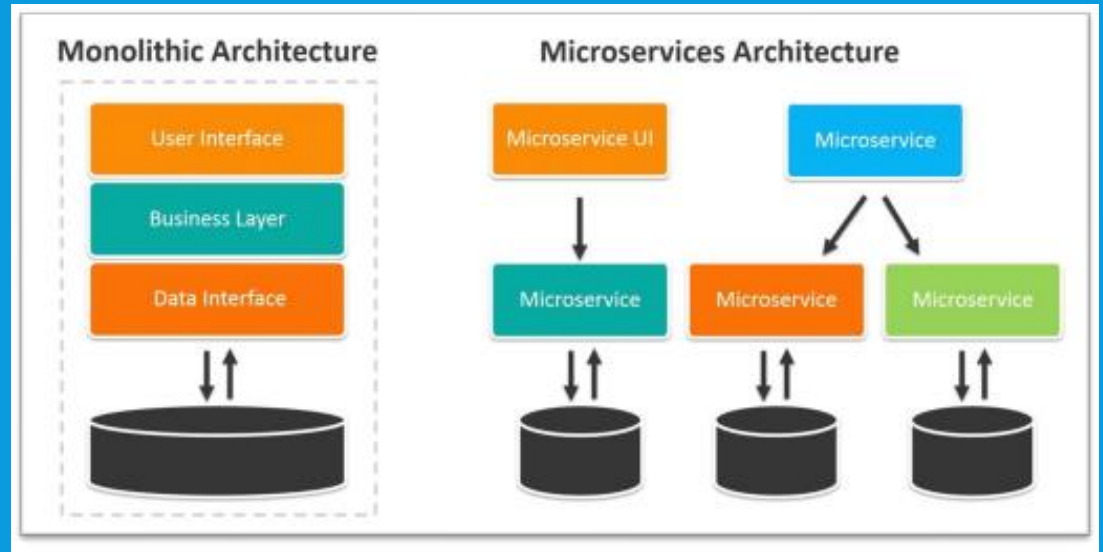 Monolithic Architecture
User Interface
Business Layer
Data Interface
Microservices Architecture
Microservice UI
Microservice
Microservice
Microservice
Microservice